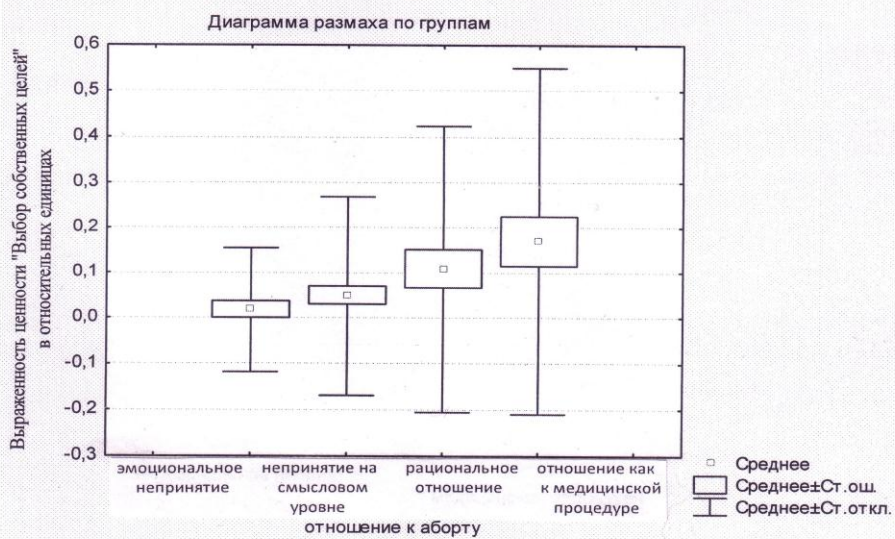 Диаграмма размаха по группам
Выраженность ценности "Выбор собственных целей"
в относительных единицах
0,6
0,5
0,4
0,3
0,2
0,1
0,0
-0,1
-0,2
-0,3
эмоциональное
непринятие
непринятие на
смысловом
уровне
рациональное
отношение
отношение как
к медицинской
процедуре
отношение к аборту
Среднее
Среднее±Ст.ош.
Среднее±Ст.откл.